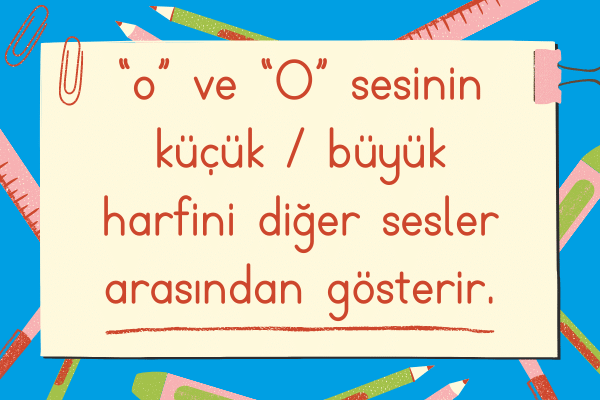 “o” ve “O” sesinin
küçük / büyük
harfini diğer sesler
arasından gösterir.